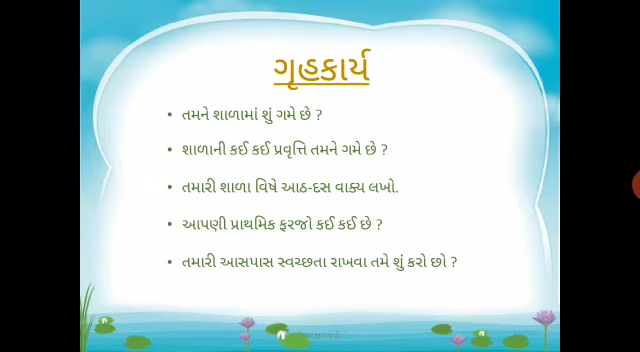 ગૃહકાર્ય
• તમને શાળામાં શું ગમે છે ?
• શાળાની કઈ કઈ પ્રવૃત્તિ તમને ગમે છે ?
• તમારી શાળા વિષે આઠ-દસ વાક્ય લખો.
• આપણી પ્રાથમિક ફરજો કઈ કઈ છે ?
• તમારી આસપાસ સ્વચ્છતા રાખવા તમે શું કરો છો ?